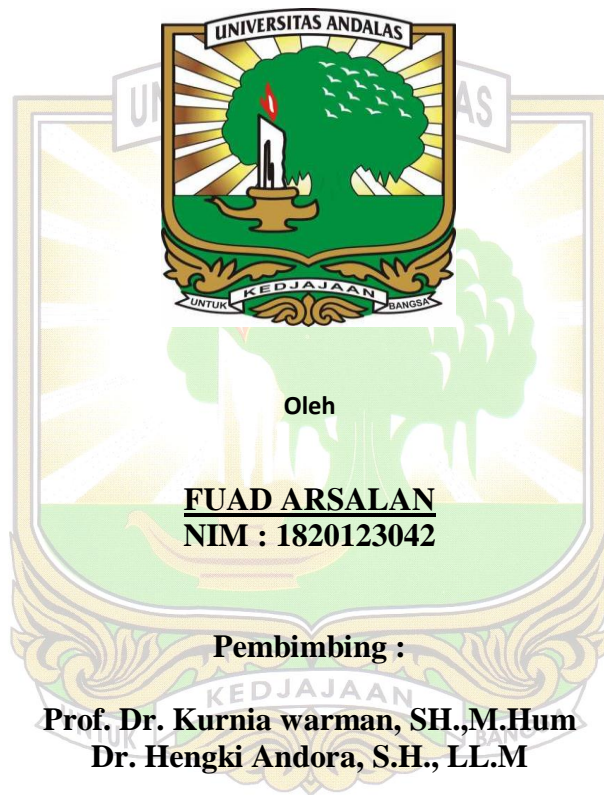 UNIVERSITAS ANDALAS
UNTUK KEDJAJAAN BANGSA
Oleh
FUAD ARSALAN
NIM : 1820123042
Pembimbing :
Prof. Dr. Kurnia warman, SH.,M.Hum
Dr. Hengki Andora, S.H., LL.M